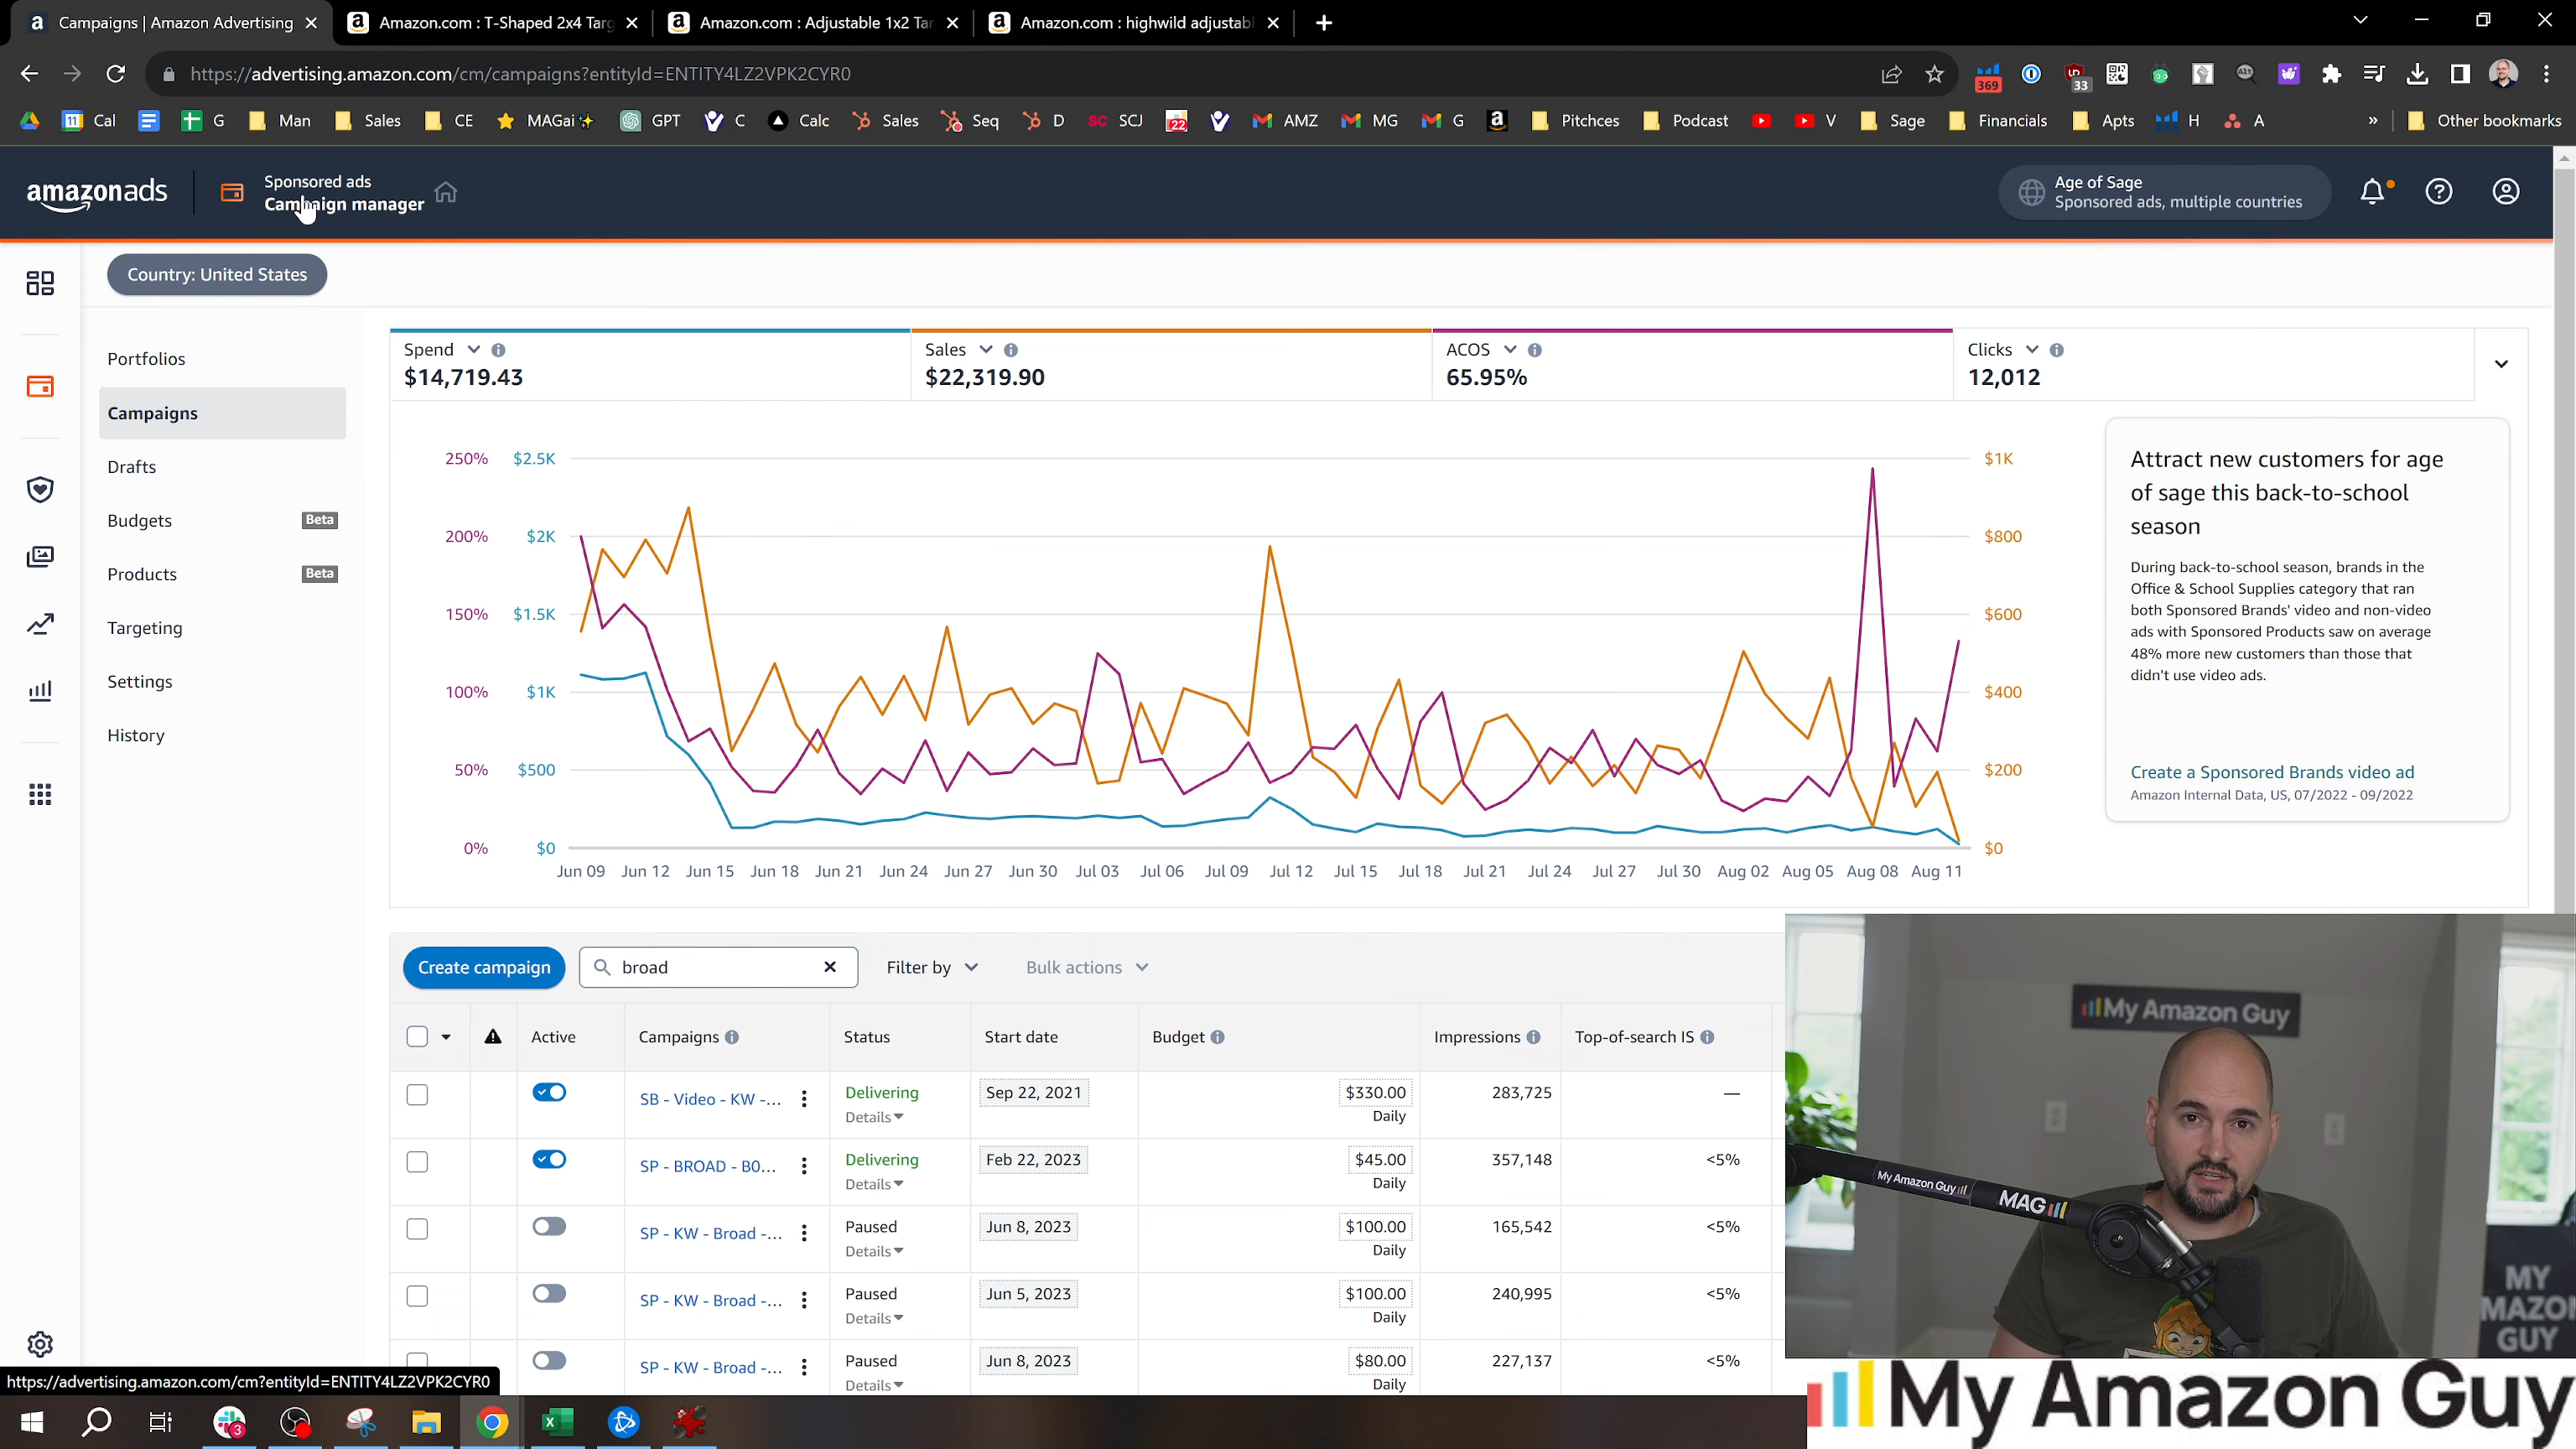 Campaigns | Amazon Advertising
Amazon.com : T-Shaped 2x4 Targ
Amazon.com : Adjustable 1x2 Tar
Amazon.com : highwild adjustabl
https://advertising.amazon.com/cm/campaigns?entityId=ENTITY4LZ2VPK2CYR0
369
33
11 Cal
G
Man
Sales
CE
MAGai
GPT
C
Calc
Sales
Seq
D
SC SCJ
22
AMZ
MG
G
Pitchces
Podcast
V
Sage
Financials
Apts
H
A
»
Other bookmarks
amazonads
Sponsored ads
Campaign manager
Age of Sage
Sponsored ads, multiple countries
Country: United States
Portfolios
Campaigns
Drafts
Budgets Beta
Products Beta
Targeting
Settings
History
Spend
$14,719.43
Sales
$22,319.90
ACOS
65.95%
Clicks
12,012
250% $2.5K $1K
200% $2K $800
150% $1.5K $600
100% $1K $400
50% $500 $200
0% $0 $0
Jun 09 Jun 12 Jun 15 Jun 18 Jun 21 Jun 24 Jun 27 Jun 30 Jul 03 Jul 06 Jul 09 Jul 12 Jul 15 Jul 18 Jul 21 Jul 24 Jul 27 Jul 30 Aug 02 Aug 05 Aug 08 Aug 11
Attract new customers for age
of sage this back-to-school
season
During back-to-school season, brands in the
Office & School Supplies category that ran
both Sponsored Brands' video and non-video
ads with Sponsored Products saw on average
48% more new customers than those that
didn't use video ads.
Create a Sponsored Brands video ad
Amazon Internal Data, US, 07/2022 - 09/2022
Create campaign
broad
Filter by
Bulk actions
Active Campaigns Status Start date Budget Impressions Top-of-search IS
SB - Video - KW -... Delivering Sep 22, 2021 $330.00 283,725 —
Details Daily
SP - BROAD - B0... Delivering Feb 22, 2023 $45.00 357,148 <5%
Details Daily
SP - KW - Broad -... Paused Jun 8, 2023 $100.00 165,542 <5%
Details Daily
SP - KW - Broad -... Paused Jun 5, 2023 $100.00 240,995 <5%
Details Daily
SP - KW - Broad -... Paused Jun 8, 2023 $80.00 227,137 <5%
Details Daily
https://advertising.amazon.com/cm?entityId=ENTITY4LZ2VPK2CYR0
3
My Amazon Guy
My Amazon Guy
MAG
MY
MAZON
GUY
My Amazon Guy